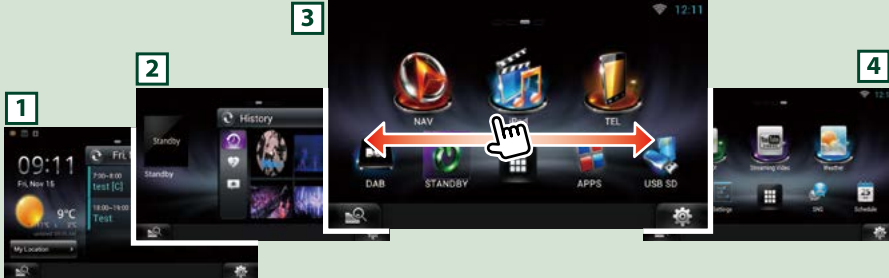 1
09:11
Fri, Nov 15
9°C
My Location
7:00-8:00
test [C]
18:00-19:00
Test
2
Standby
Standby
History
3
12:11
NAV
iPod
TEL
DAB
STANDBY
APPS
USB SD
4
Streaming Video
Weather
SNS
Schedule